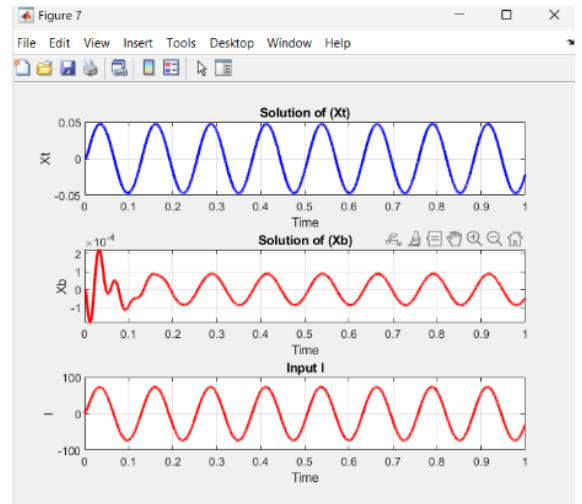 Figure 7
File Edit View Insert Tools Desktop Window Help
Solution of (Xt)
0.05
0
-0.05
Xt
0 0.1 0.2 0.3 0.4 0.5 0.6 0.7 0.8 0.9 1
Time
×10⁻⁴
Solution of (Xb)
2
1
0
-1
Xb
0 0.1 0.2 0.3 0.4 0.5 0.6 0.7 0.8 0.9 1
Time
Input I
100
0
-100
I
0 0.1 0.2 0.3 0.4 0.5 0.6 0.7 0.8 0.9 1
Time